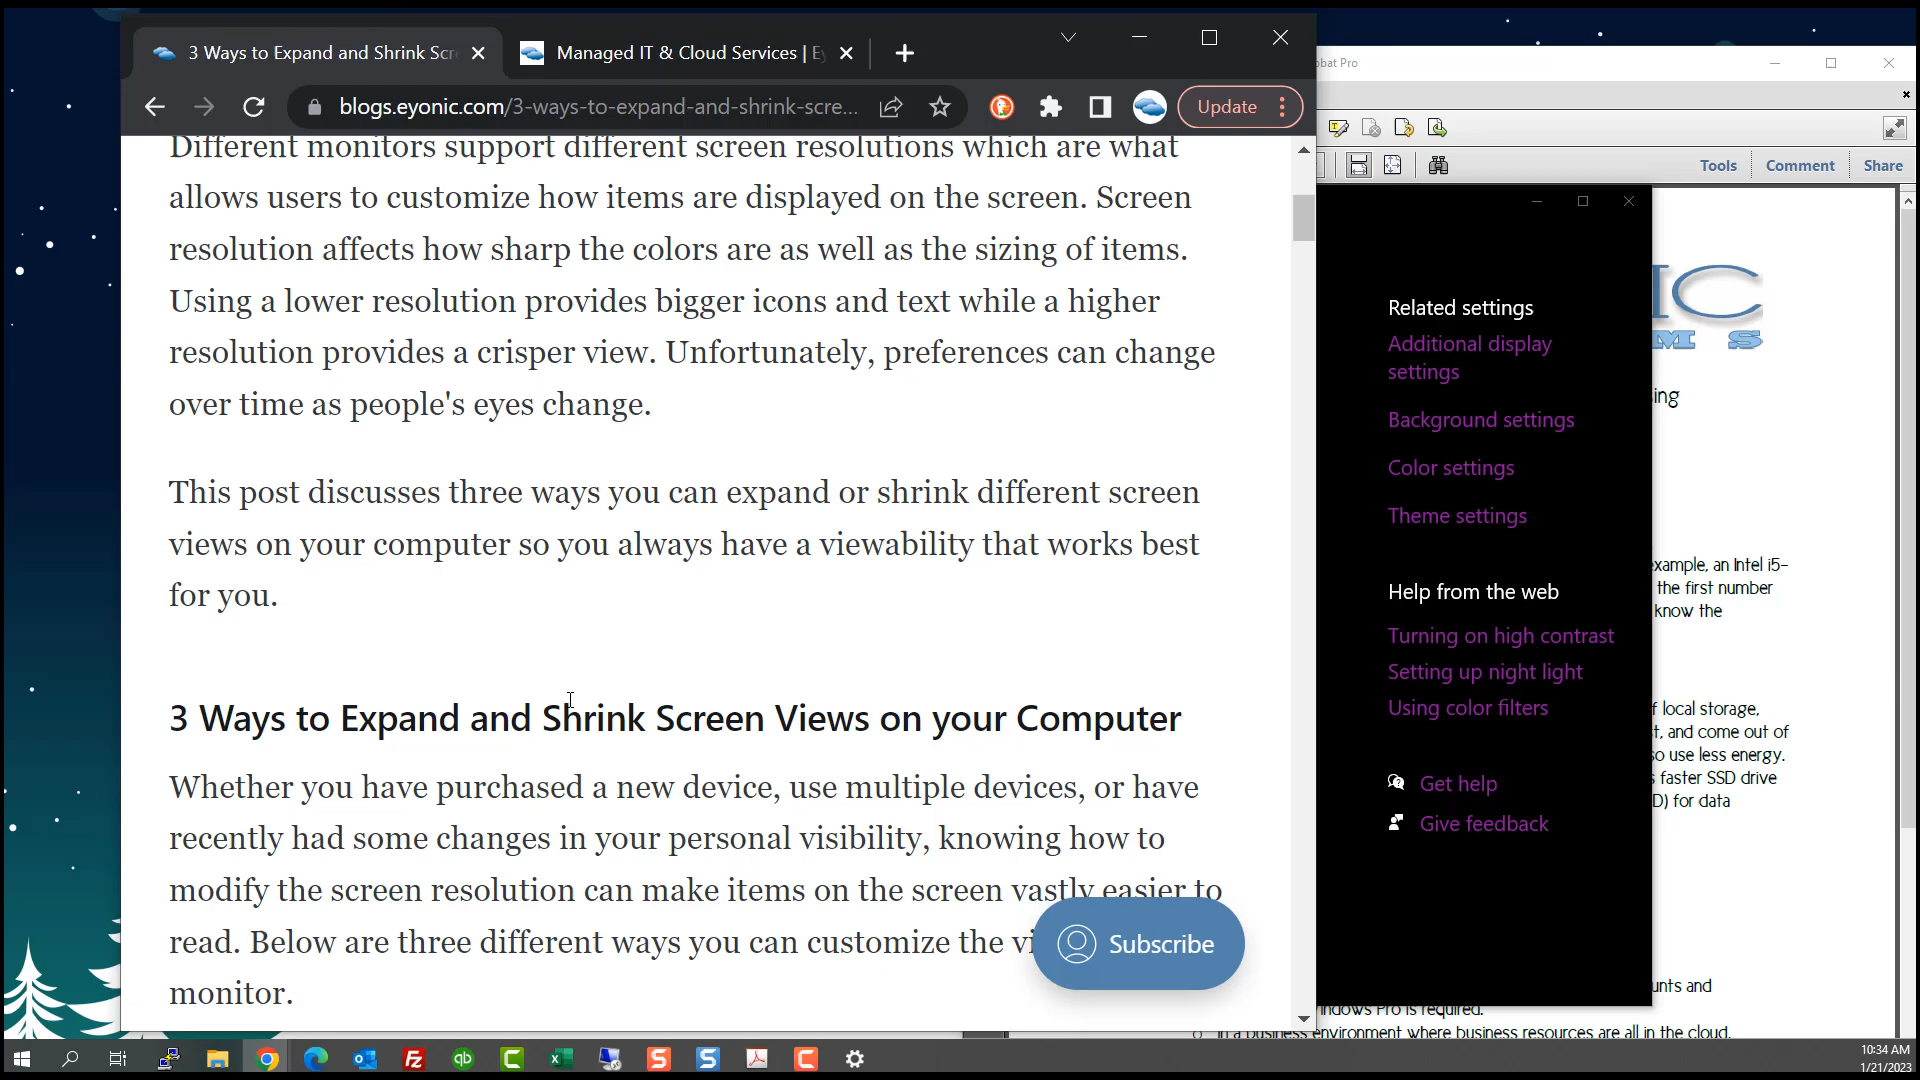 3 Ways to Expand and Shrink Scr
Managed IT & Cloud Services | Ey
blogs.eyonic.com/3-ways-to-expand-and-shrink-scre...
Update
Different monitors support different screen resolutions which are what
allows users to customize how items are displayed on the screen. Screen
resolution affects how sharp the colors are as well as the sizing of items.
Using a lower resolution provides bigger icons and text while a higher
resolution provides a crisper view. Unfortunately, preferences can change
over time as people's eyes change.
This post discusses three ways you can expand or shrink different screen
views on your computer so you always have a viewability that works best
for you.
3 Ways to Expand and Shrink Screen Views on your Computer
Whether you have purchased a new device, use multiple devices, or have
recently had some changes in your personal visibility, knowing how to
modify the screen resolution can make items on the screen vastly easier to
read. Below are three different ways you can customize the vi
monitor.
Subscribe
obat Pro
Tools
Comment
Share
Related settings
Additional display
settings
Background settings
Color settings
Theme settings
Help from the web
Turning on high contrast
Setting up night light
Using color filters
Get help
Give feedback
IC
M S
ing
xample, an Intel i5-
the first number
know the
f local storage,
t, and come out of
so use less energy.
s faster SSD drive
D) for data
unts and
indows Pro is required.
In a business environment where business resources are all in the cloud,
10:34 AM
1/21/2023